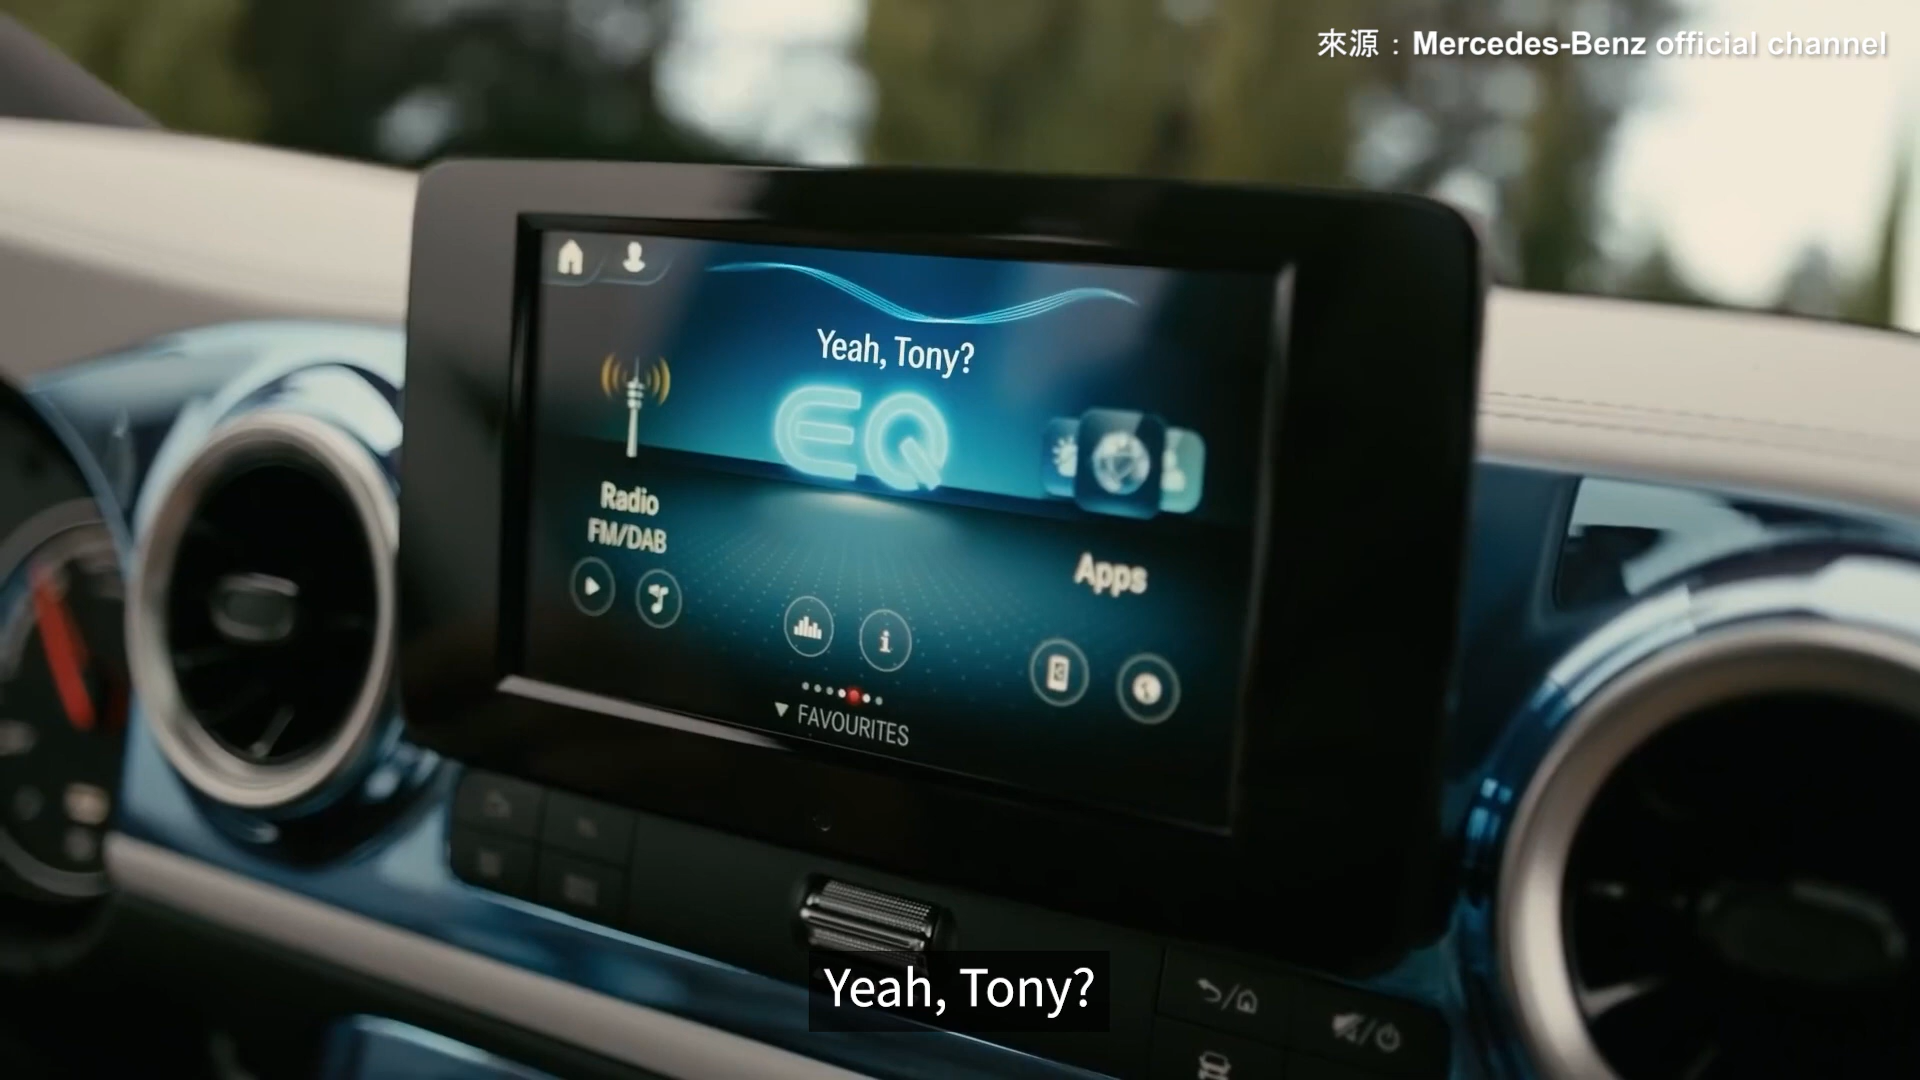 來源：Mercedes-Benz official channel
Yeah, Tony?
EQ
Radio
FM/DAB
Apps
FAVOURITES
Yeah, Tony?